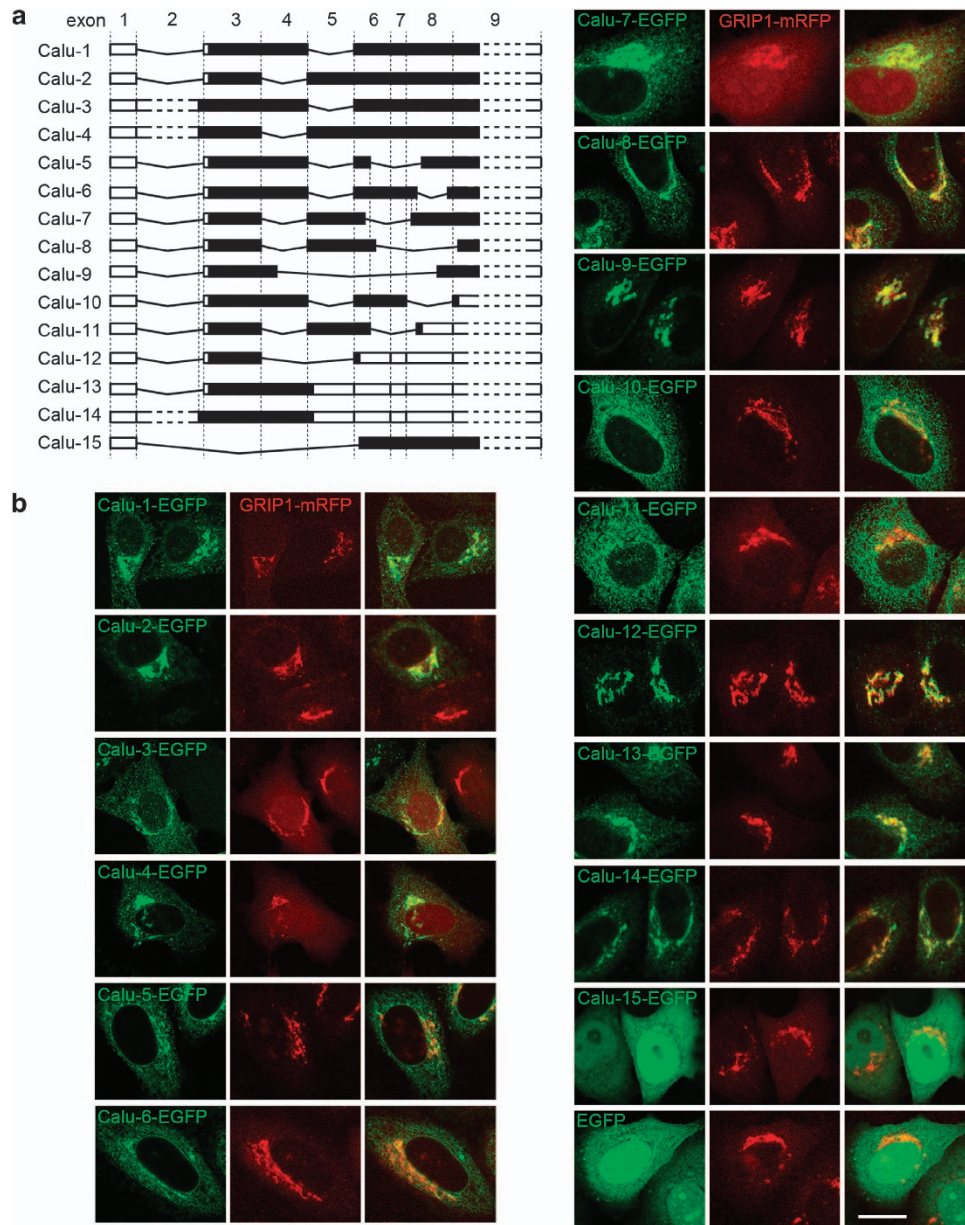 a
exon 1 2 3 4 5 6 7 8 9
Calu-1
Calu-2
Calu-3
Calu-4
Calu-5
Calu-6
Calu-7
Calu-8
Calu-9
Calu-10
Calu-11
Calu-12
Calu-13
Calu-14
Calu-15
b
Calu-1-EGFP GRIP1-mRFP
Calu-2-EGFP
Calu-3-EGFP
Calu-4-EGFP
Calu-5-EGFP
Calu-6-EGFP
Calu-7-EGFP GRIP1-mRFP
Calu-8-EGFP
Calu-9-EGFP
Calu-10-EGFP
Calu-11-EGFP
Calu-12-EGFP
Calu-13-EGFP
Calu-14-EGFP
Calu-15-EGFP
EGFP